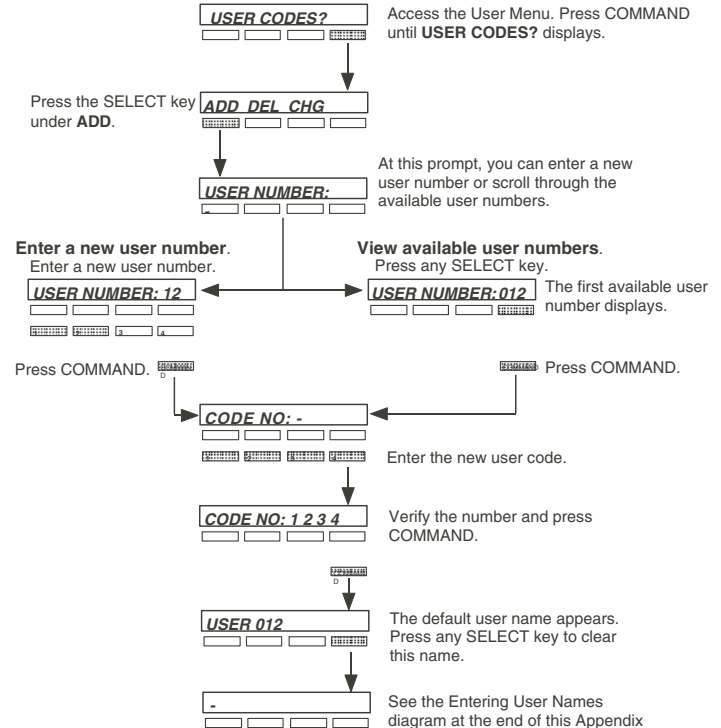 USER CODES?
Access the User Menu. Press COMMAND
until USER CODES? displays.
Press the SELECT key
under ADD.
ADD DEL CHG
At this prompt, you can enter a new
user number or scroll through the
available user numbers.
USER NUMBER:
-
Enter a new user number.
Enter a new user number.
USER NUMBER: 12
3 4
View available user numbers.
Press any SELECT key.
USER NUMBER:012
The first available user
number displays.
Press COMMAND.
D
Press COMMAND.
CODE NO: -
Enter the new user code.
CODE NO: 1 2 3 4
Verify the number and press
COMMAND.
D
USER 012
The default user name appears.
Press any SELECT key to clear
this name.
-
See the Entering User Names
diagram at the end of this Appendix